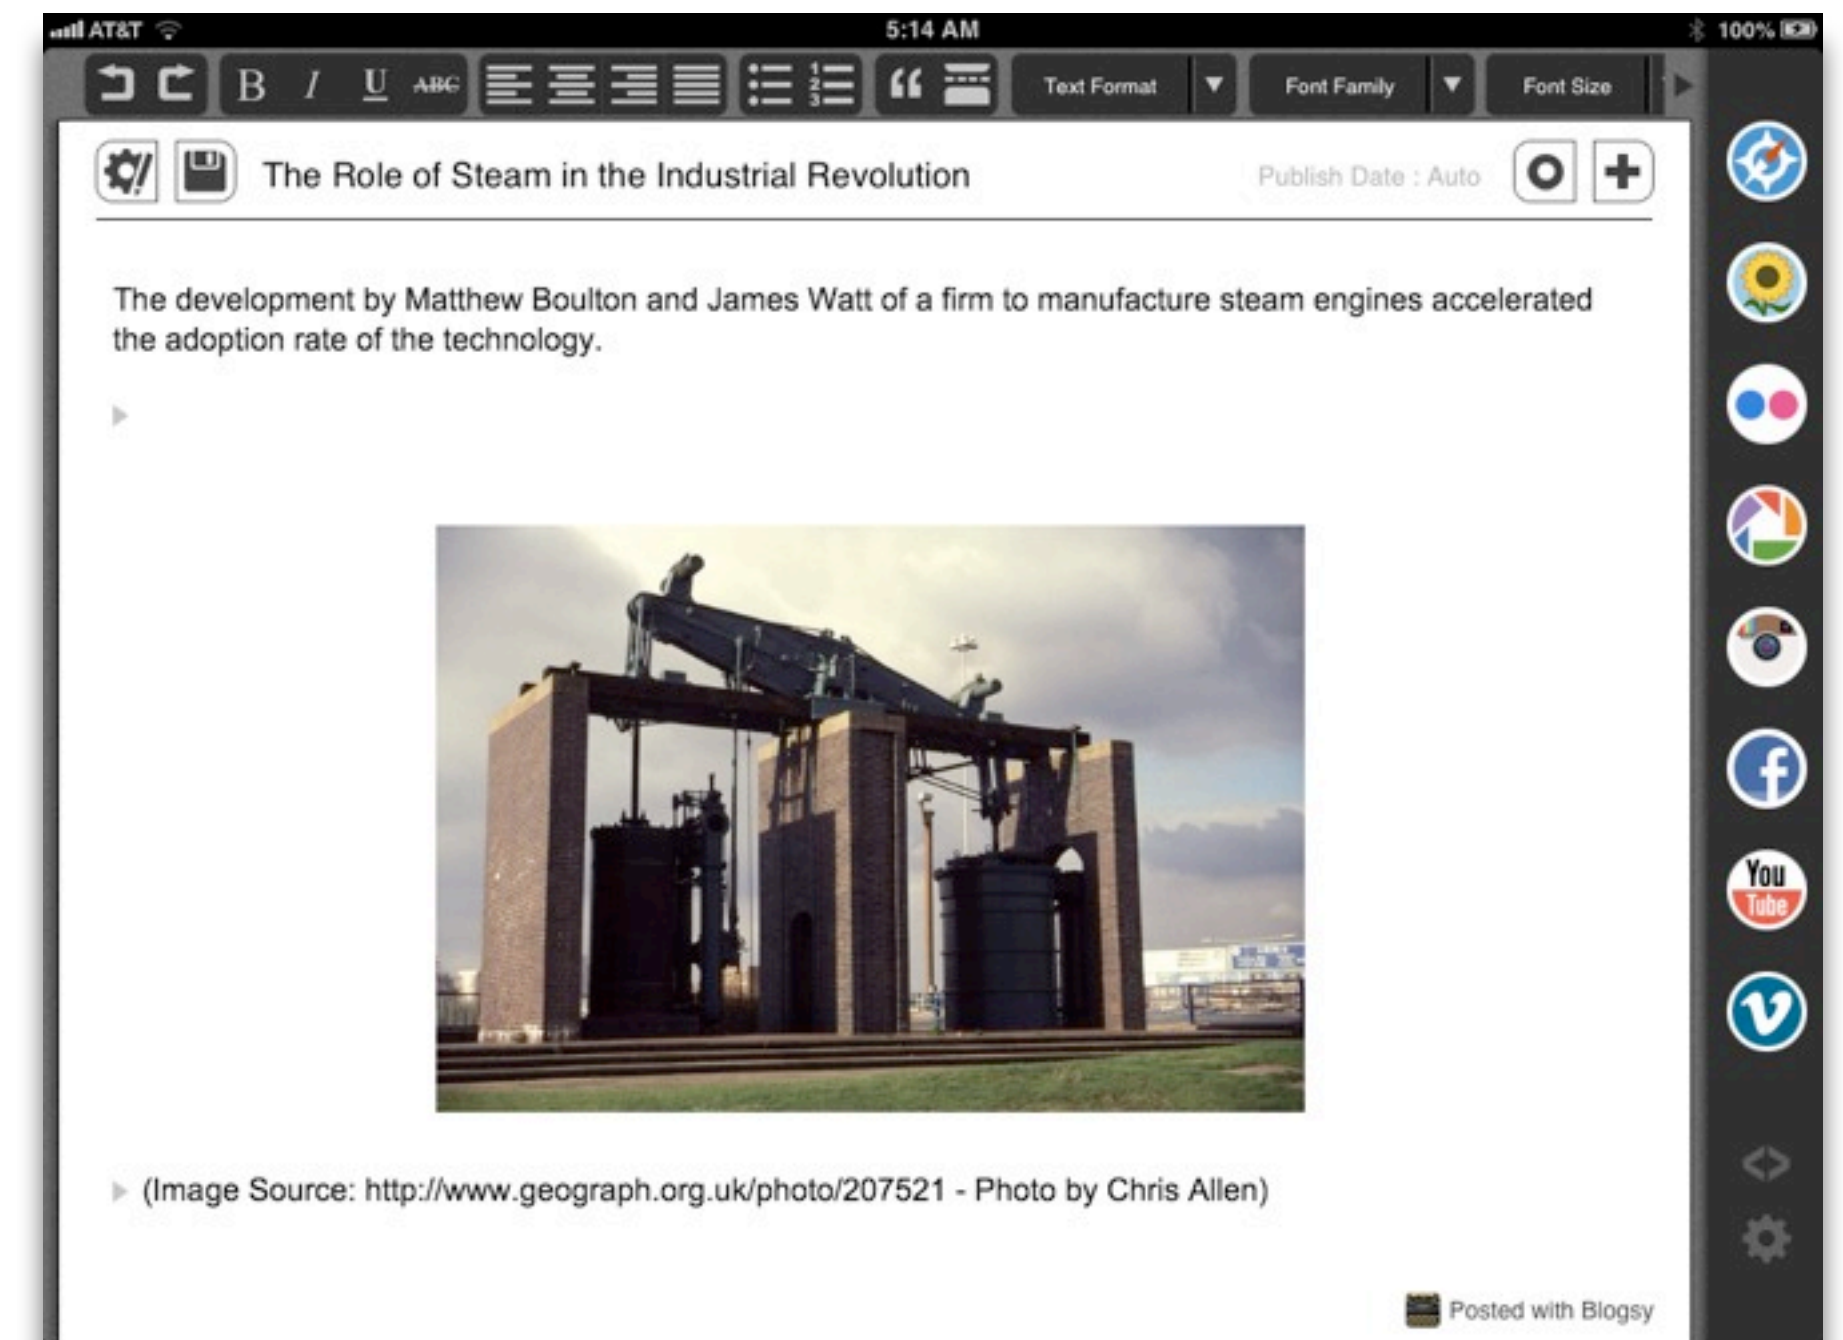 AT&T 5:14 AM 100%
B I U ABC 1 2 3 “ Text Format Font Family Font Size
The Role of Steam in the Industrial Revolution Publish Date : Auto
The development by Matthew Boulton and James Watt of a firm to manufacture steam engines accelerated
the adoption rate of the technology.
You
Tube
(Image Source: http://www.geograph.org.uk/photo/207521 - Photo by Chris Allen)
Posted with Blogsy